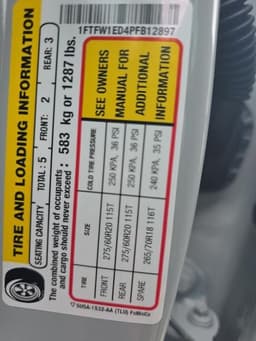 TIRE AND LOADING INFORMATION
SEATING CAPACITY TOTAL: 5 FRONT: 2 REAR: 3
The combined weight of occupants and cargo should never exceed: 583 kg or 1287 lbs.
1FTFW1ED4PFB12897
TIRE SIZE COLD TIRE PRESSURE
FRONT 275/60R20 115T 250 KPA, 36 PSI
REAR 275/60R20 115T 250 KPA, 36 PSI
SPARE 265/70R18 116T 240 KPA, 35 PSI
SEE OWNERS
MANUAL FOR
ADDITIONAL
INFORMATION